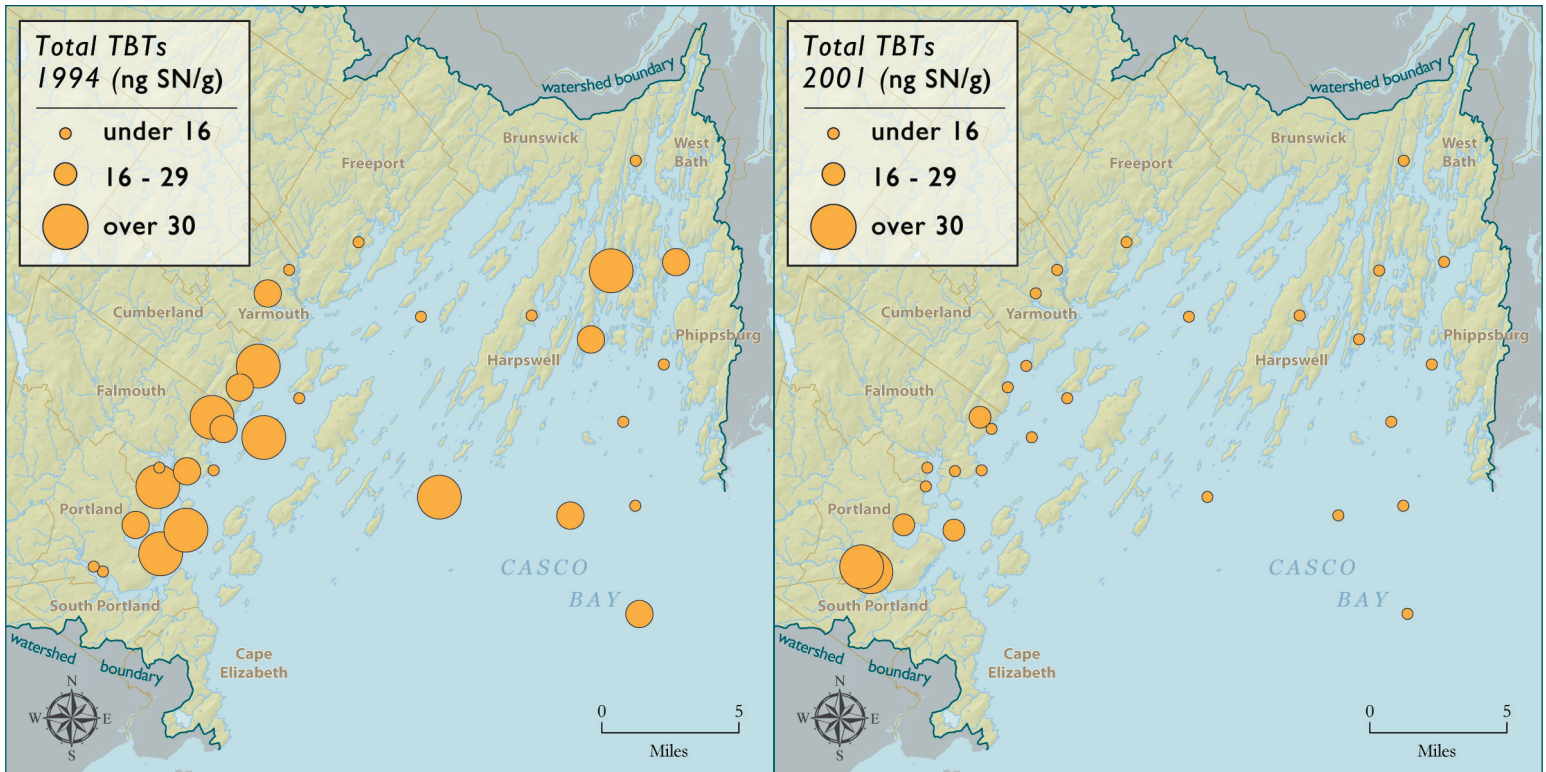 Total TBTs
1994 (ng SN/g)
under 16
16 - 29
over 30
watershed boundary
Brunswick
West
Bath
Freeport
Cumberland
Yarmouth
Phippsburg
Harpswell
Falmouth
Portland
CASCO
BAY
South Portland
watershed boundary
Cape
Elizabeth
N
W
E
S
0
5
Miles
Total TBTs
2001 (ng SN/g)
under 16
16 - 29
over 30
watershed boundary
Brunswick
West
Bath
Freeport
Cumberland
Yarmouth
Phippsburg
Harpswell
Falmouth
Portland
CASCO
BAY
South Portland
watershed boundary
Cape
Elizabeth
N
W
E
S
0
5
Miles